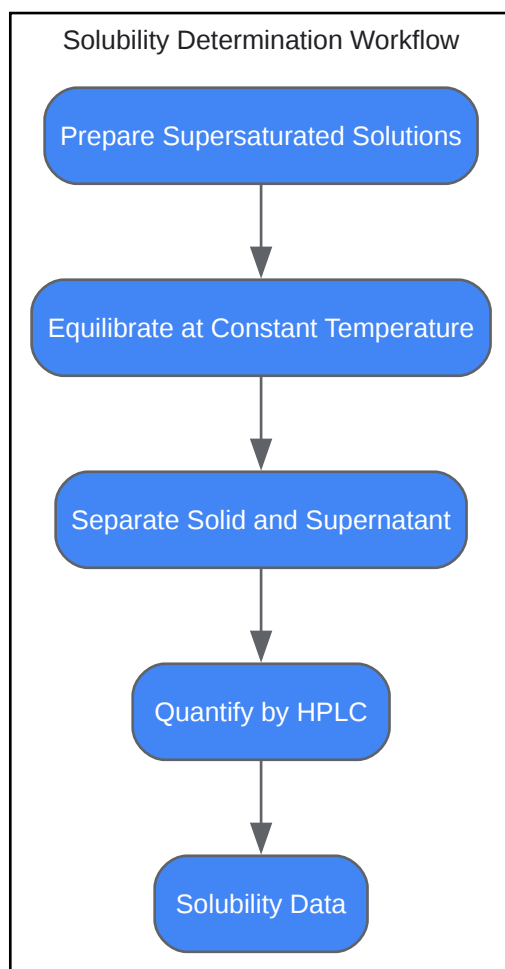 Solubility Determination Workflow
Prepare Supersaturated Solutions
Equilibrate at Constant Temperature
Separate Solid and Supernatant
Quantify by HPLC
Solubility Data